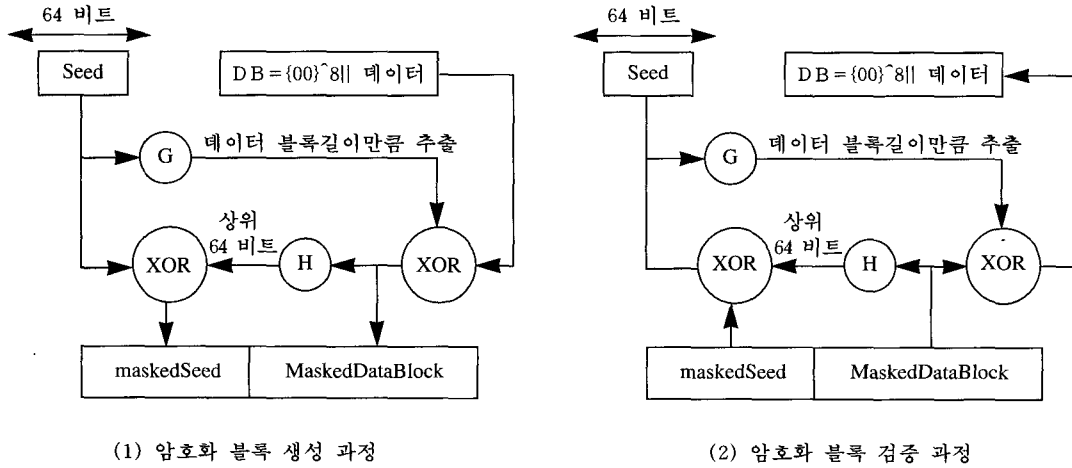 64 비트
Seed
DB={00}^8|| 데이터
G
데이터 블록길이만큼 추출
상위
64 비트
XOR
H
XOR
maskedSeed
MaskedDataBlock
(1) 암호화 블록 생성 과정
64 비트
Seed
DB={00}^8|| 데이터
G
데이터 블록길이만큼 추출
상위
64 비트
XOR
H
XOR
maskedSeed
MaskedDataBlock
(2) 암호화 블록 검증 과정